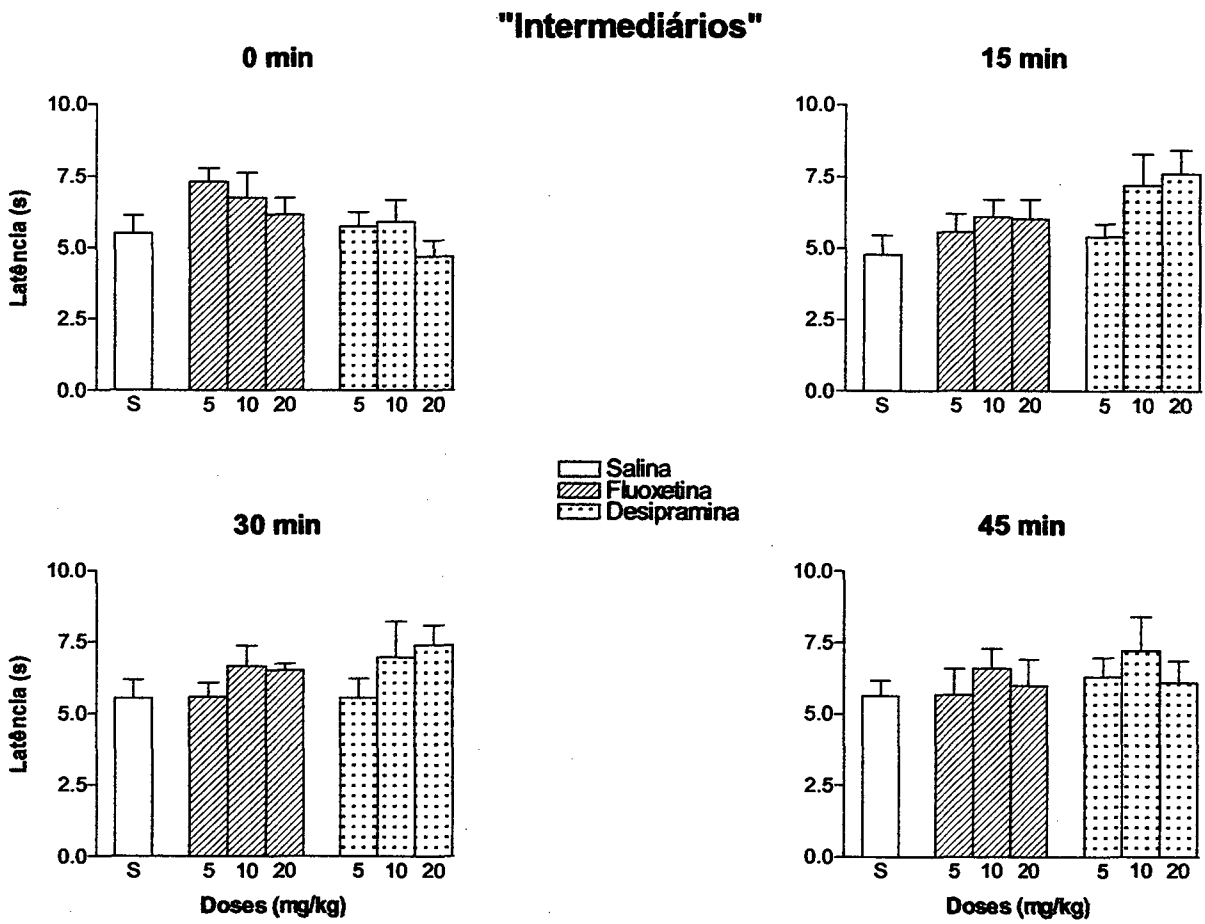 "Intermediários"
0 min
10.0
7.5
5.0
2.5
0.0
Latência (s)
S 5 10 20 5 10 20
15 min
10.0
7.5
5.0
2.5
0.0
S 5 10 20 5 10 20
Salina
Fluoxetina
Desipramina
30 min
10.0
7.5
5.0
2.5
0.0
Latência (s)
S 5 10 20 5 10 20
Doses (mg/kg)
45 min
10.0
7.5
5.0
2.5
0.0
S 5 10 20 5 10 20
Doses (mg/kg)